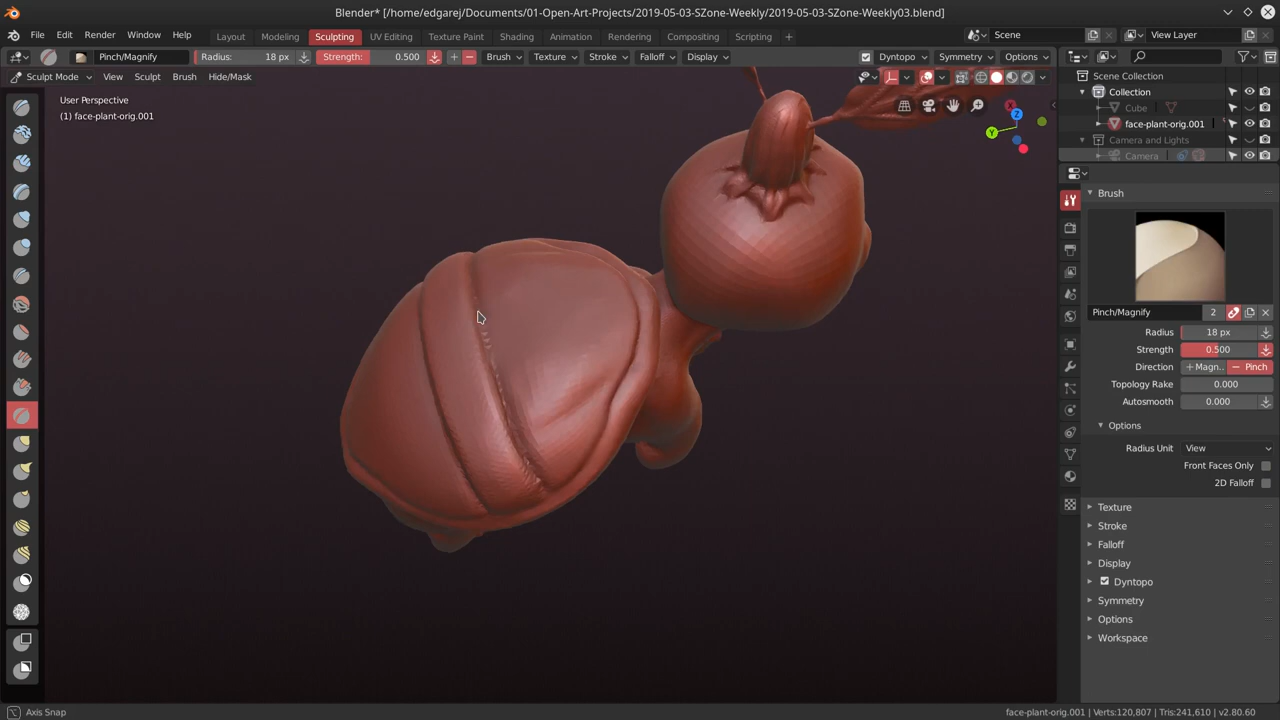 Blender* [/home/edgarej/Documents/01-Open-Art-Projects/2019-05-03-SZone-Weekly/2019-05-03-SZone-Weekly03.blend]
File Edit Render Window Help Layout Modeling Sculpting UV Editing Texture Paint Shading Animation Rendering Compositing Scripting + Scene View Layer
Pinch/Magnify Radius: 18 px Strength: 0.500 + − Brush Texture Stroke Falloff Display Dyntopo Symmetry Options
Sculpt Mode View Sculpt Brush Hide/Mask
Scene Collection
Collection
Cube
face-plant-orig.001
Camera and Lights
Camera
User Perspective
(1) face-plant-orig.001
Z
Y
Brush
Pinch/Magnify 2
Radius 18 px
Strength 0.500
Direction + Magn.. − Pinch
Topology Rake 0.000
Autosmooth 0.000
Options
Radius Unit View
Front Faces Only
2D Falloff
Texture
Stroke
Falloff
Display
Dyntopo
Symmetry
Options
Workspace
Axis Snap
face-plant-orig.001 | Verts:120,807 | Tris:241,610 | v2.80.60